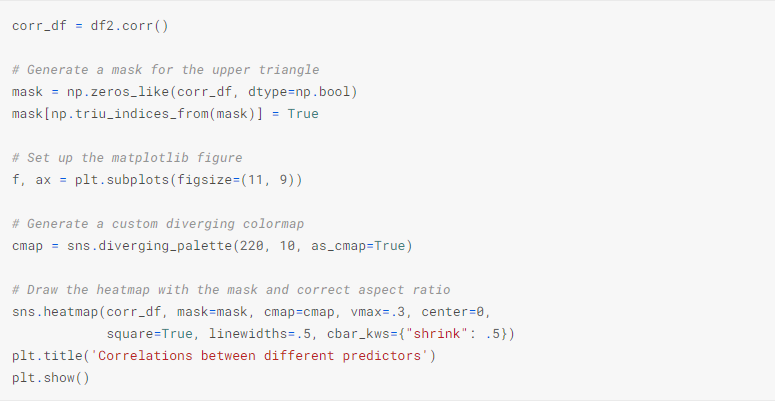 corr_df = df2.corr()
# Generate a mask for the upper triangle
mask = np.zeros_like(corr_df, dtype=np.bool)
mask[np.triu_indices_from(mask)] = True
# Set up the matplotlib figure
f, ax = plt.subplots(figsize=(11, 9))
# Generate a custom diverging colormap
cmap = sns.diverging_palette(220, 10, as_cmap=True)
# Draw the heatmap with the mask and correct aspect ratio
sns.heatmap(corr_df, mask=mask, cmap=cmap, vmax=.3, center=0,
            square=True, linewidths=.5, cbar_kws={"shrink": .5})
plt.title('Correlations between different predictors')
plt.show()